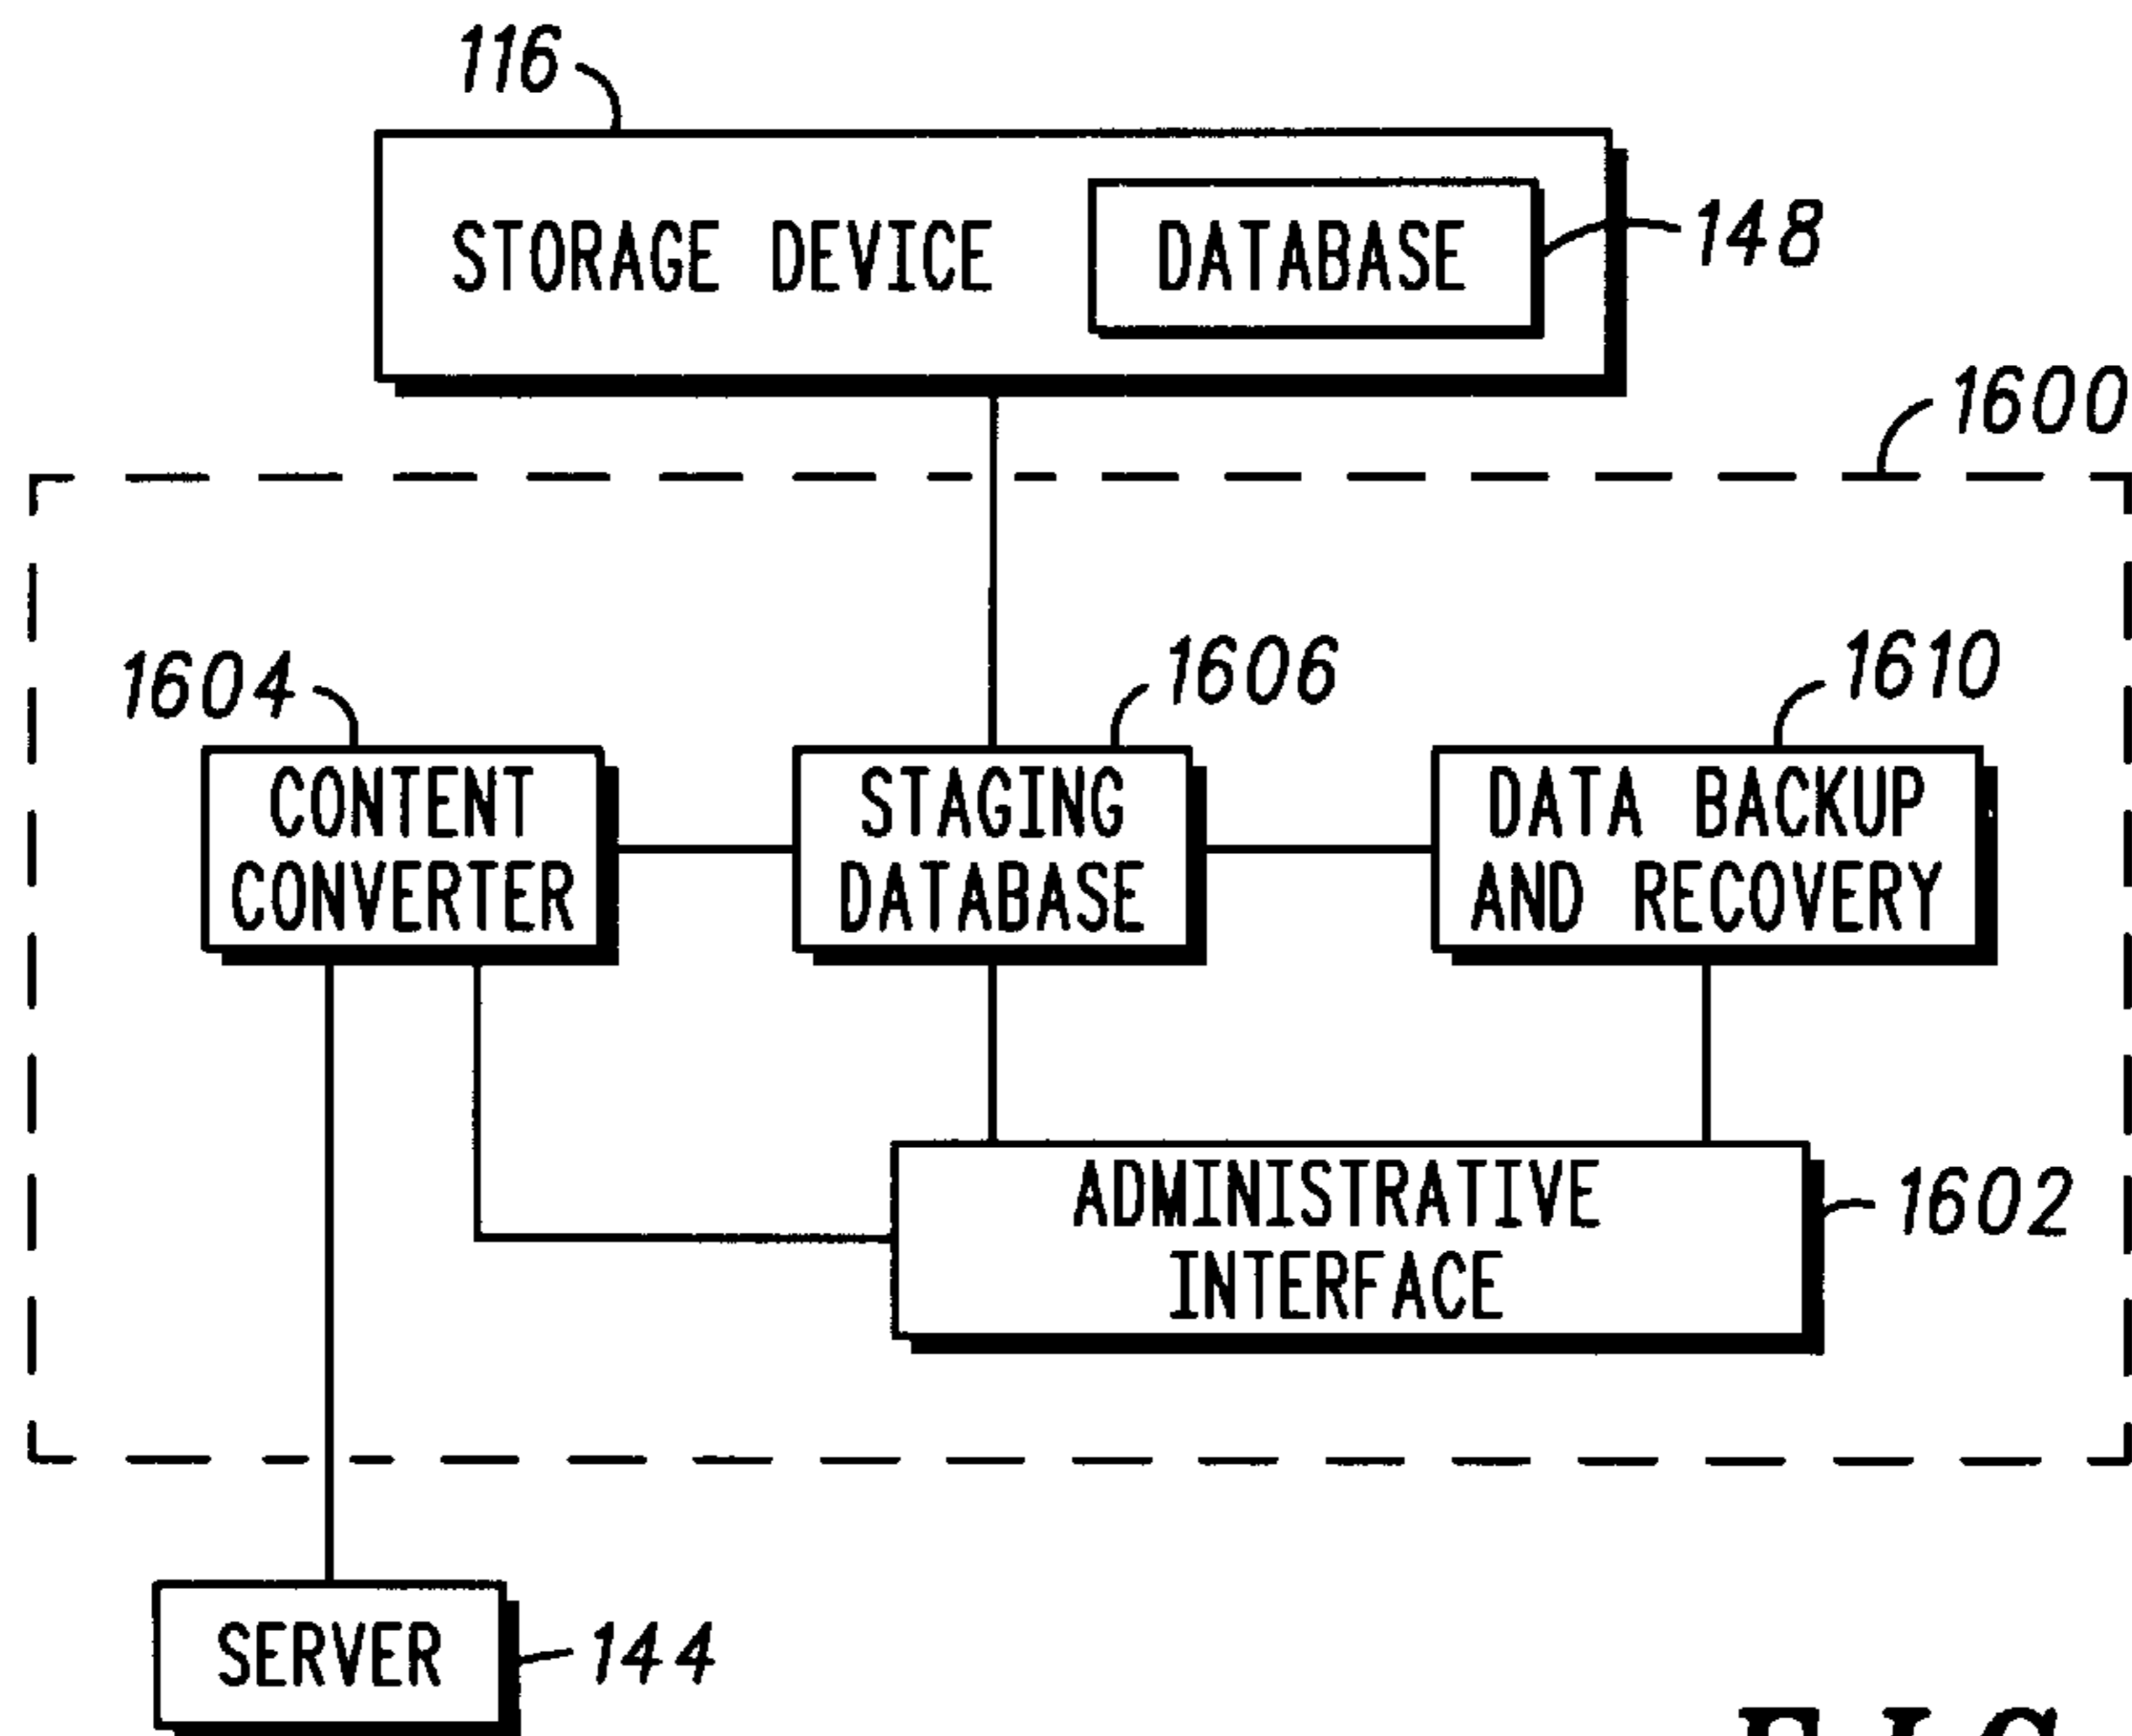 116
STORAGE DEVICE
DATABASE
148
1600
1604
1606
1610
CONTENT
CONVERTER
STAGING
DATABASE
DATA BACKUP
AND RECOVERY
ADMINISTRATIVE
INTERFACE
1602
SERVER
144